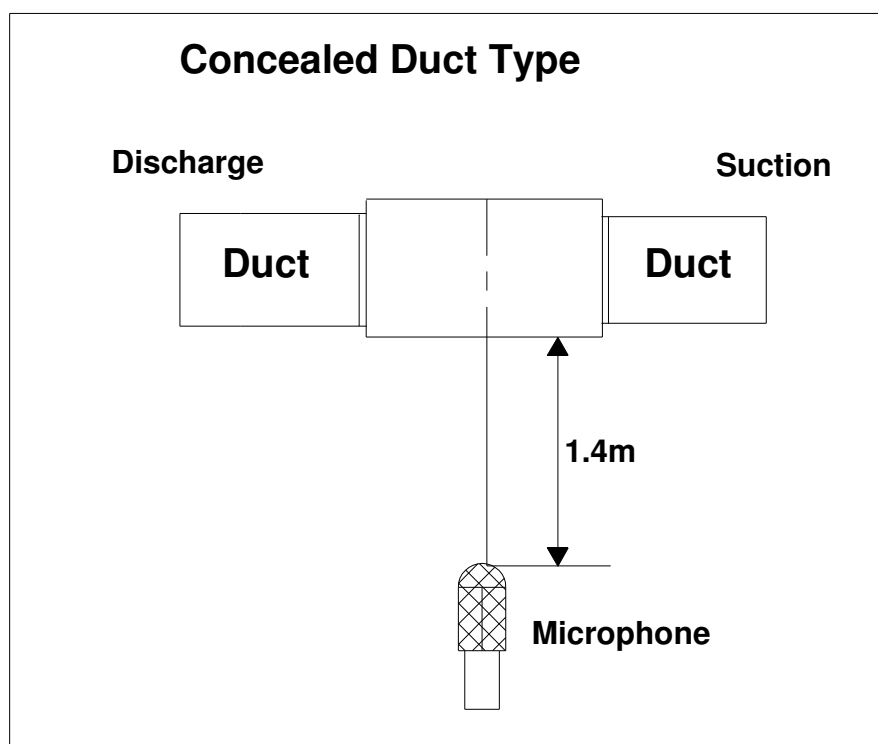 Concealed Duct Type
Discharge
Suction
Duct
Duct
1.4m
Microphone